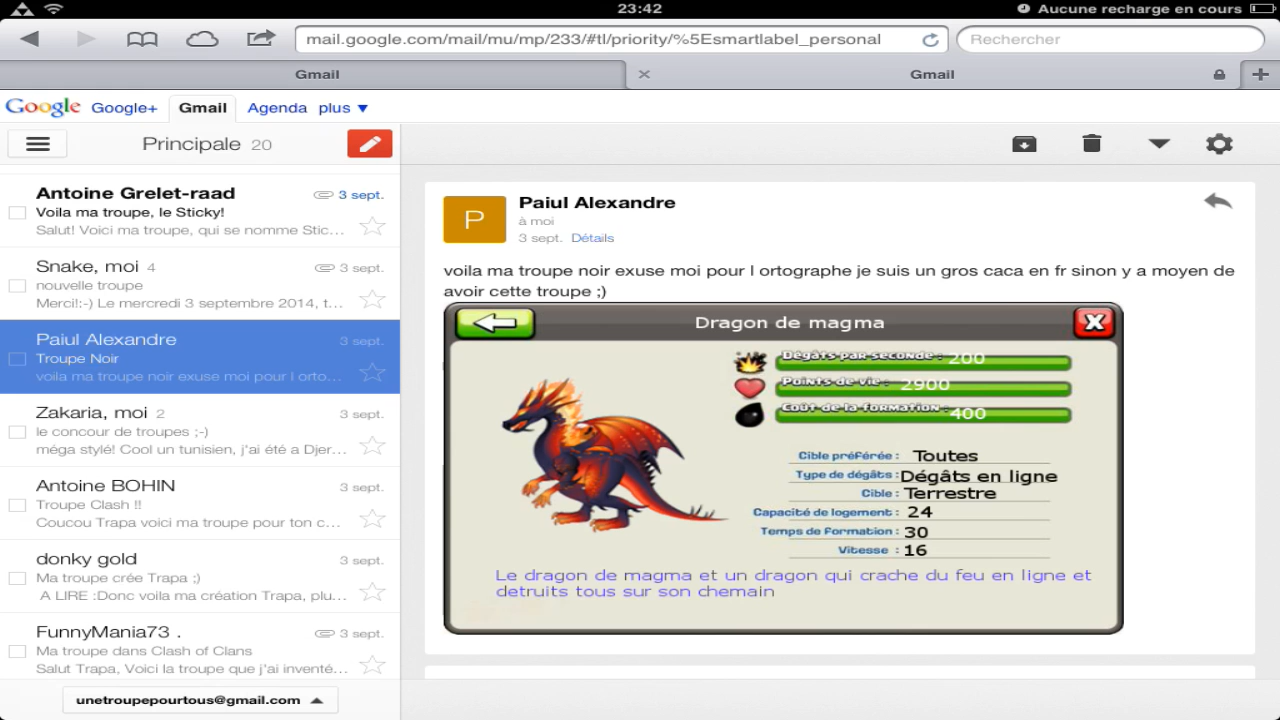 23:42
Aucune recharge en cours
mail.google.com/mail/mu/mp/233/#tl/priority/%5Esmartlabel_personal
Rechercher
Gmail
Gmail
Google Google+ Gmail Agenda plus
Principale 20
Antoine Grelet-raad 3 sept.
Voila ma troupe, le Sticky!
Salut! Voici ma troupe, qui se nomme Stic…
Snake, moi 4 3 sept.
nouvelle troupe
Merci!:-) Le mercredi 3 septembre 2014, t…
Paiul Alexandre 3 sept.
Troupe Noir
voila ma troupe noir exuse moi pour l orto…
Zakaria, moi 2 3 sept.
le concour de troupes ;-)
méga stylé! Cool un tunisien, j'ai été a Djer…
Antoine BOHIN 3 sept.
Troupe Clash !!
Coucou Trapa voici ma troupe pour ton c…
donky gold 3 sept.
Ma troupe crée Trapa ;)
A LIRE :Donc voila ma création Trapa, plu…
FunnyMania73 . 3 sept.
Ma troupe dans Clash of Clans
Salut Trapa, Voici la troupe que j'ai inventé…
unetroupepourtous@gmail.com
P
Paiul Alexandre
à moi
3 sept. Détails
voila ma troupe noir exuse moi pour l ortographe je suis un gros caca en fr sinon y a moyen de
avoir cette troupe ;)
Dragon de magma
X
Dégâts par seconde : 200
Points de vie : 2900
Coût de la formation : 400
Cible préférée : Toutes
Type de dégâts: Dégâts en ligne
Cible : Terrestre
Capacité de logement : 24
Temps de formation : 30
Vitesse : 16
Le dragon de magma et un dragon qui crache du feu en ligne et
detruits tous sur son chemain